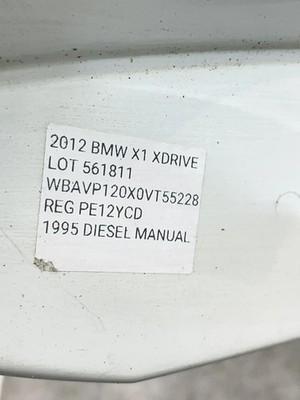 2012 BMW X1 XDRIVE
LOT 561811
WBAVP120X0VT55228
REG PE12YCD
1995 DIESEL MANUAL